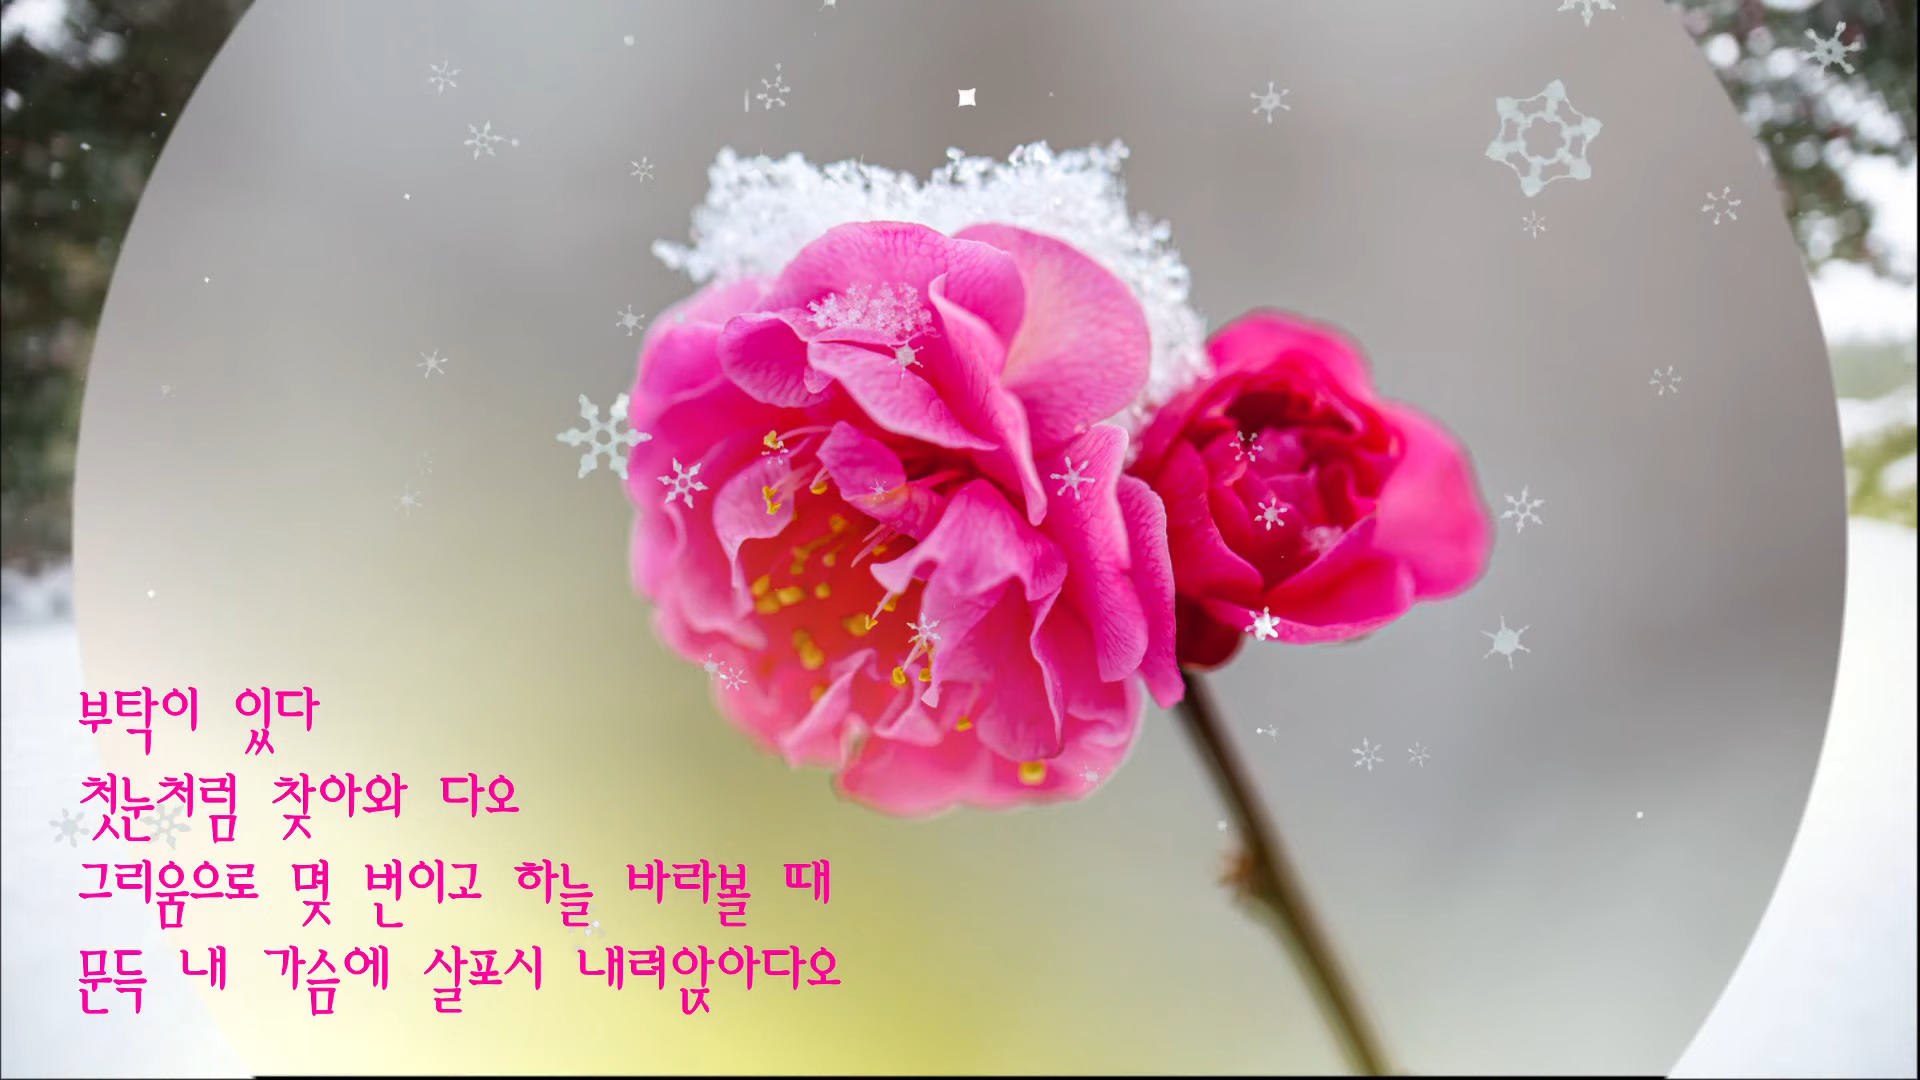 부탁이 있다
첫눈처럼 찾아와 다오
그리움으로 몇 번이고 하늘 바라볼 때
문득 내 가슴에 살포시 내려앉아다오